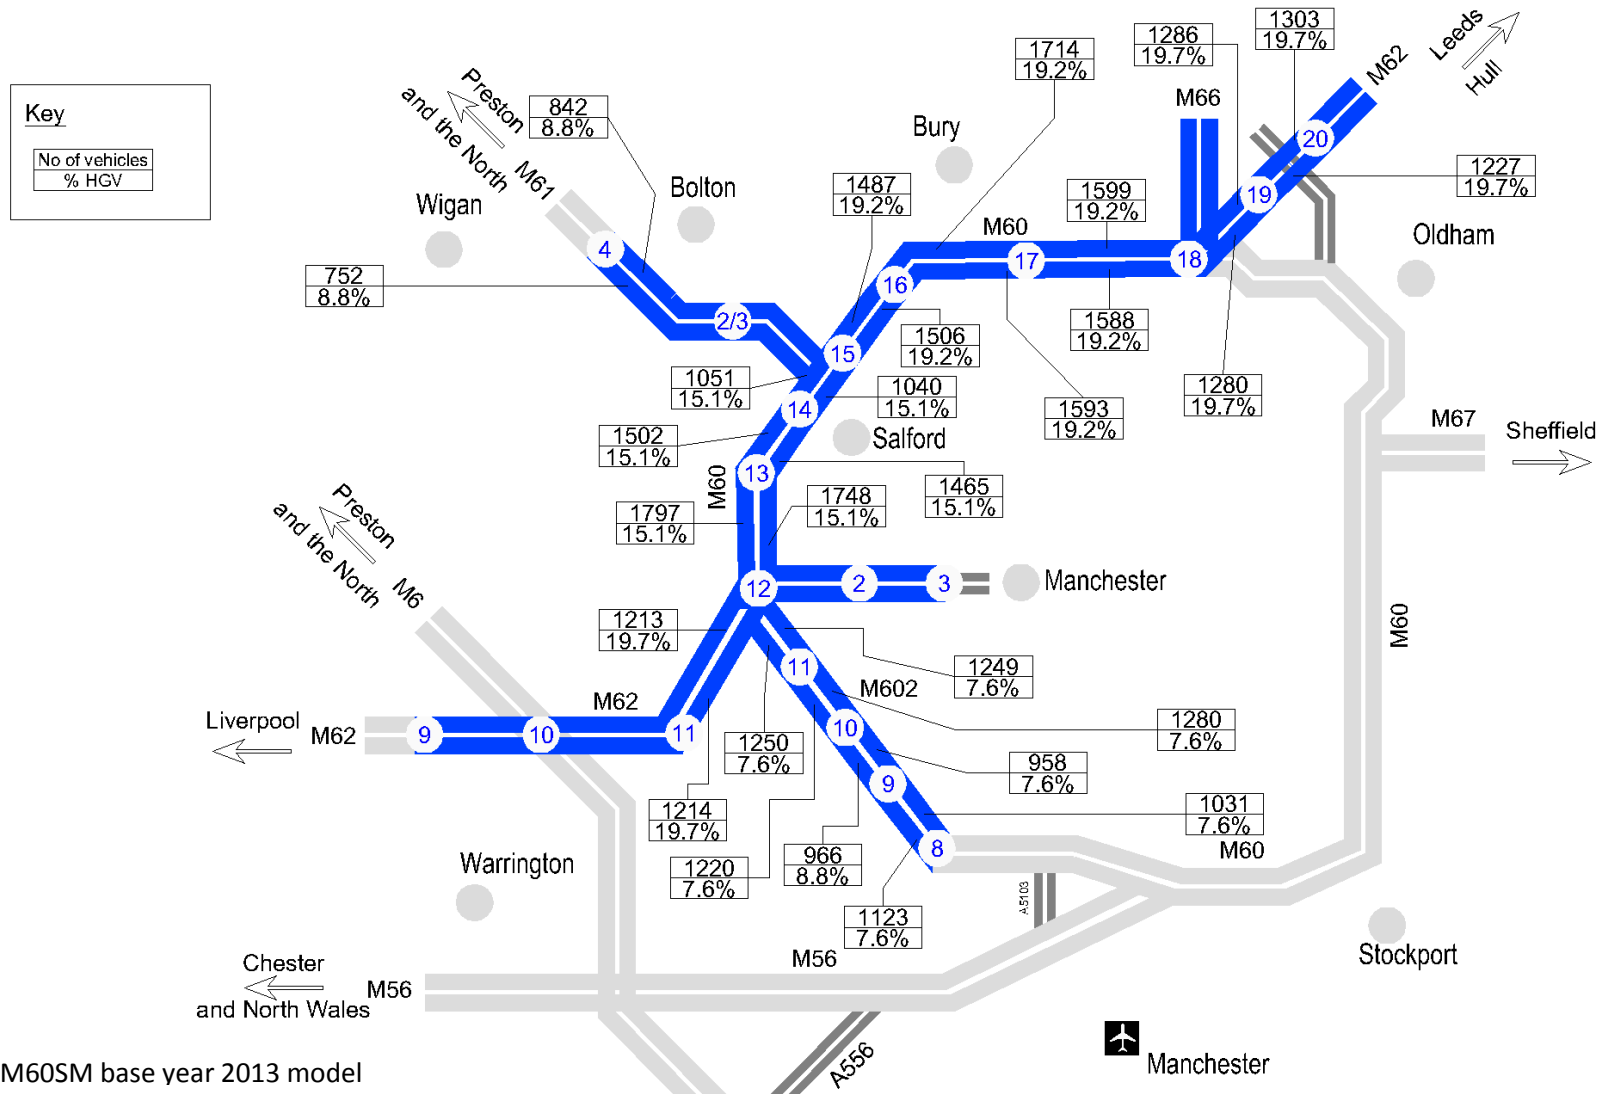 Key
No of vehicles
% HGV
Preston
and the North
M61
842
8.8%
752
8.8%
Wigan
Bolton
Bury
1714
19.2%
1286
19.7%
1303
19.7%
M62
Leeds
Hull
M66
1487
19.2%
1599
19.2%
M60
1227
19.7%
Oldham
20
19
18
17
16
15
4
2/3
1506
19.2%
1588
19.2%
1280
19.7%
1593
19.2%
1051
15.1%
1040
15.1%
14
Salford
1502
15.1%
13
1465
15.1%
M60
1797
15.1%
1748
15.1%
M67
Sheffield
Preston
and the North
M6
12
2
3
Manchester
M60
1213
19.7%
1249
7.6%
11
M602
10
9
8
1280
7.6%
958
7.6%
1031
7.6%
M60
Liverpool
M62
9
10
M62
11
1250
7.6%
1214
19.7%
1220
7.6%
966
8.8%
1123
7.6%
A5103
Warrington
Stockport
Chester
and North Wales
M56
M56
A556
Manchester
M60SM base year 2013 model